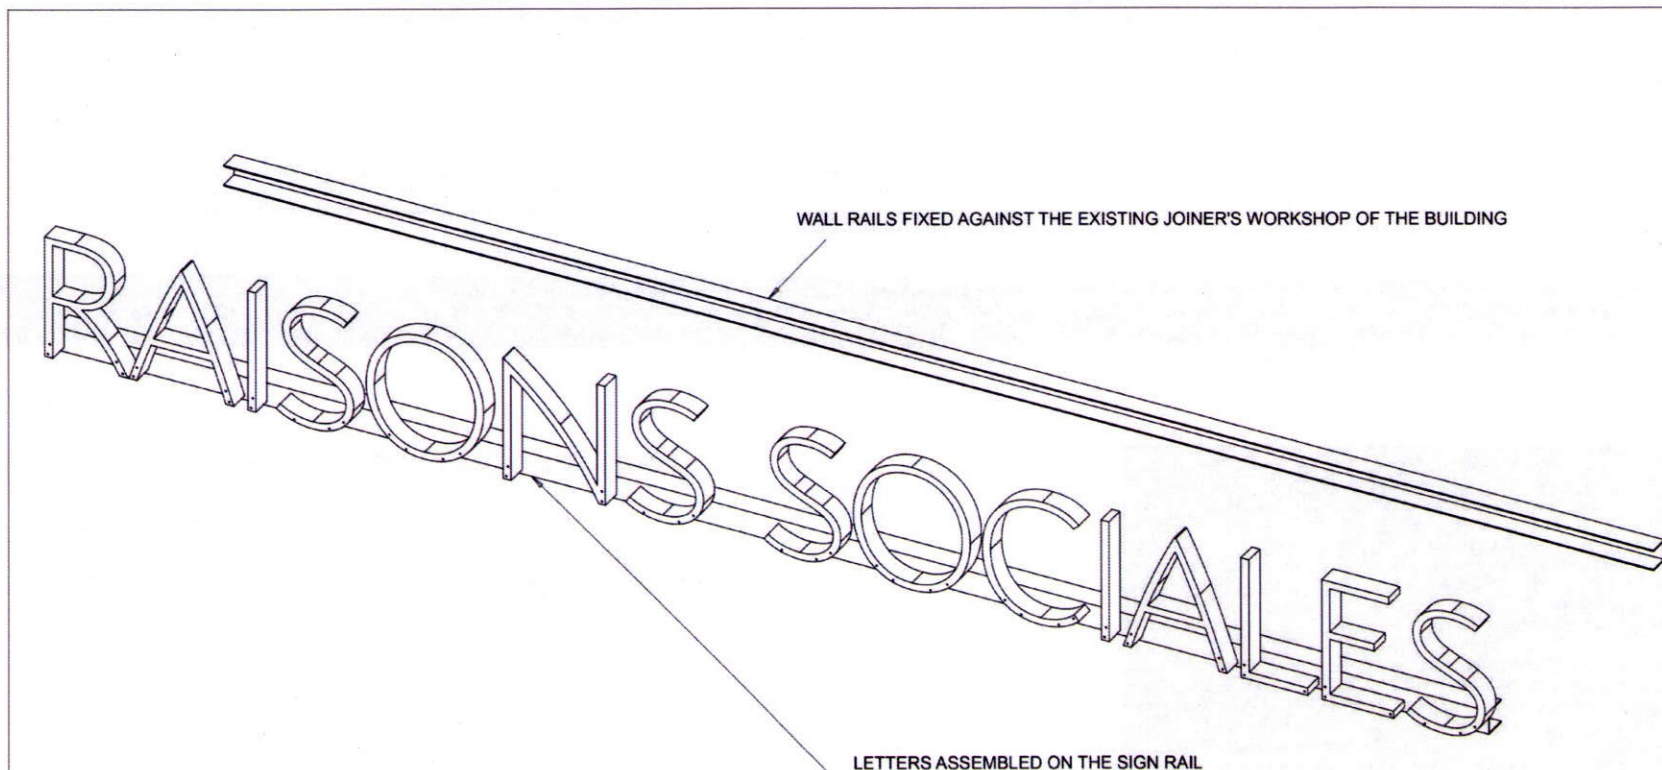 WALL RAILS FIXED AGAINST THE EXISTING JOINER'S WORKSHOP OF THE BUILDING
RAISONS SOCIALES
LETTERS ASSEMBLED ON THE SIGN RAIL